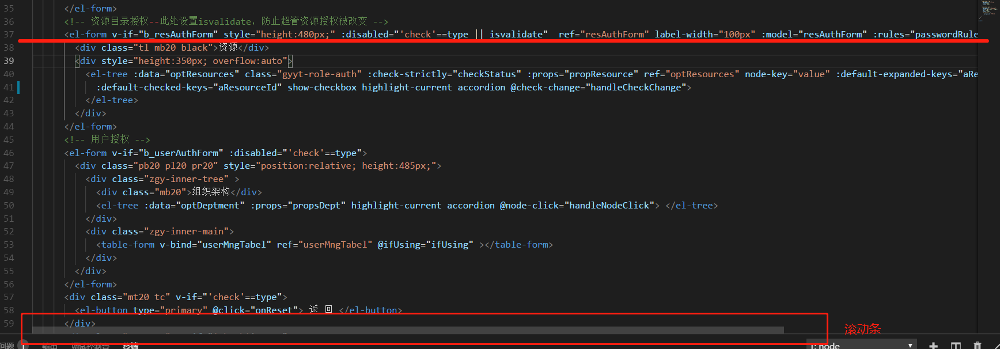 35 </el-form>
36 <!-- 资源目录授权--此处设置isvalidate，防止超管资源授权被改变 -->
37 <el-form v-if="b_resAuthForm" style="height:480px;" :disabled="'check'==type || isvalidate"  ref="resAuthForm" label-width="100px" :model="resAuthForm" :rules="passwordRule
38 <div class="tl mb20 black">资源</div>
39 <div style="height:350px; overflow:auto">
40 <el-tree :data="optResources" class="gyyt-role-auth" :check-strictly="checkStatus" :props="propResource" ref="optResources" node-key="value" :default-expanded-keys="aRe
41 :default-checked-keys="aResourceId" show-checkbox highlight-current accordion @check-change="handleCheckChange">
42 </el-tree>
43 </div>
44 </el-form>
45 <!-- 用户授权 -->
46 <el-form v-if="b_userAuthForm" :disabled="'check'==type">
47 <div class="pb20 pl20 pr20" style="position:relative; height:485px;">
48 <div class="zgy-inner-tree" >
49 <div class="mb20">组织架构</div>
50 <el-tree :data="optDeptment" :props="propsDept" highlight-current accordion @node-click="handleNodeClick"> </el-tree>
51 </div>
52 <div class="zgy-inner-main">
53 <table-form v-bind="userMngTabel" ref="userMngTabel" @ifUsing="ifUsing" ></table-form>
54 </div>
55 </div>
56 </el-form>
57 <div class="mt20 tc" v-if="'check'==type">
58 <el-button type="primary" @click="onReset"> 返 回 </el-button>
59 </div>
滚动条
问题 输出 调试控制台 终端 1: node